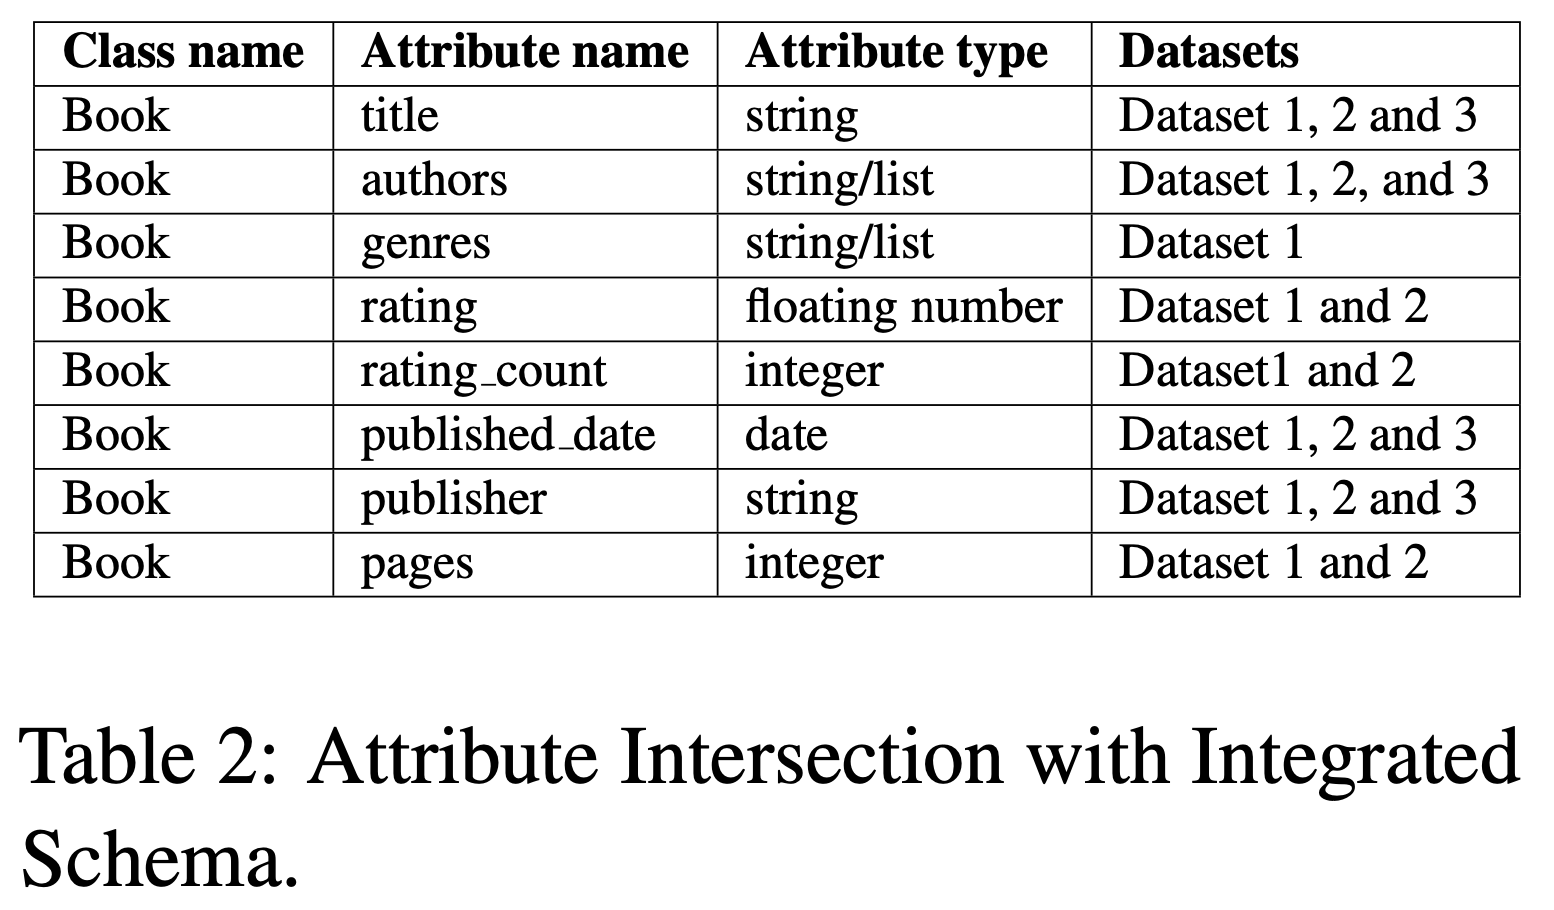 Class name Attribute name Attribute type Datasets
Book title string Dataset 1, 2 and 3
Book authors string/list Dataset 1, 2, and 3
Book genres string/list Dataset 1
Book rating floating number Dataset 1 and 2
Book rating_count integer Dataset1 and 2
Book published_date date Dataset 1, 2 and 3
Book publisher string Dataset 1, 2 and 3
Book pages integer Dataset 1 and 2
Table 2: Attribute Intersection with Integrated
Schema.